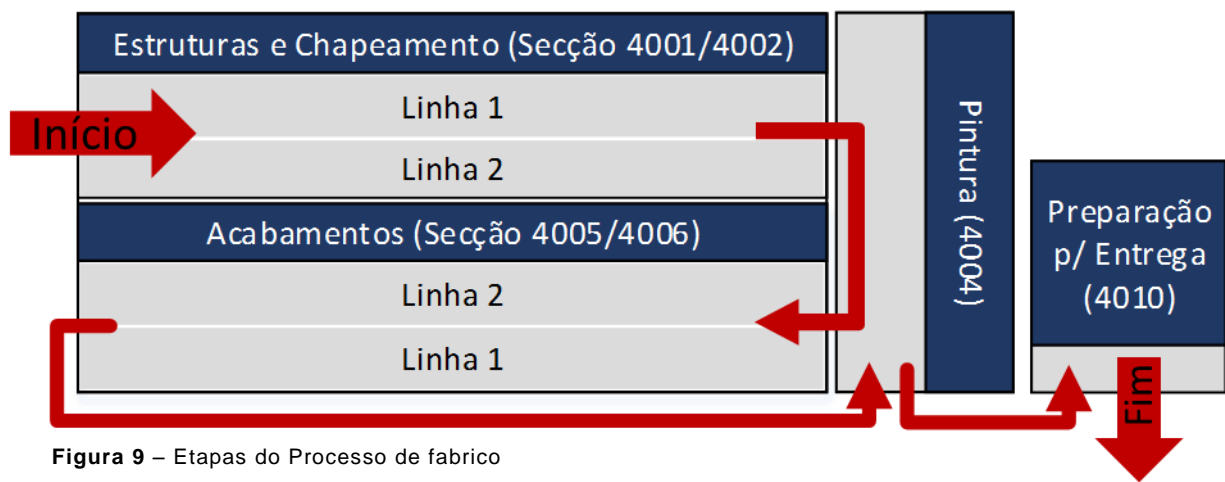 Estruturas e Chapeamento (Secção 4001/4002)
Linha 1
Início
Linha 2
Acabamentos (Secção 4005/4006)
Linha 2
Linha 1
Pintura (4004)
Preparação
p/ Entrega
(4010)
Fim
Figura 9 – Etapas do Processo de fabrico